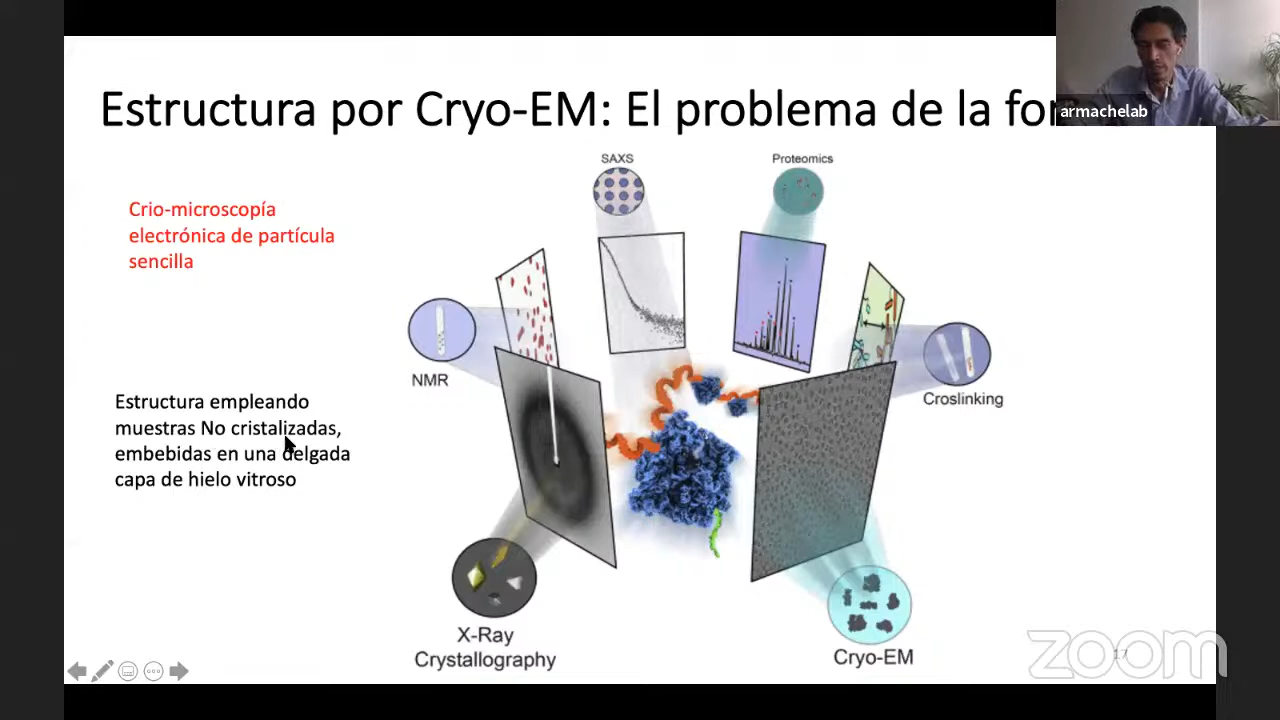 Estructura por Cryo-EM: El problema de la
armachelab
SAXS
Proteomics
Crio-microscopía
electrónica de partícula
sencilla
NMR
Croslinking
Estructura empleando
muestras No cristalizadas,
embebidas en una delgada
capa de hielo vitroso
X-Ray
Crystallography
Cryo-EM
zoom
17